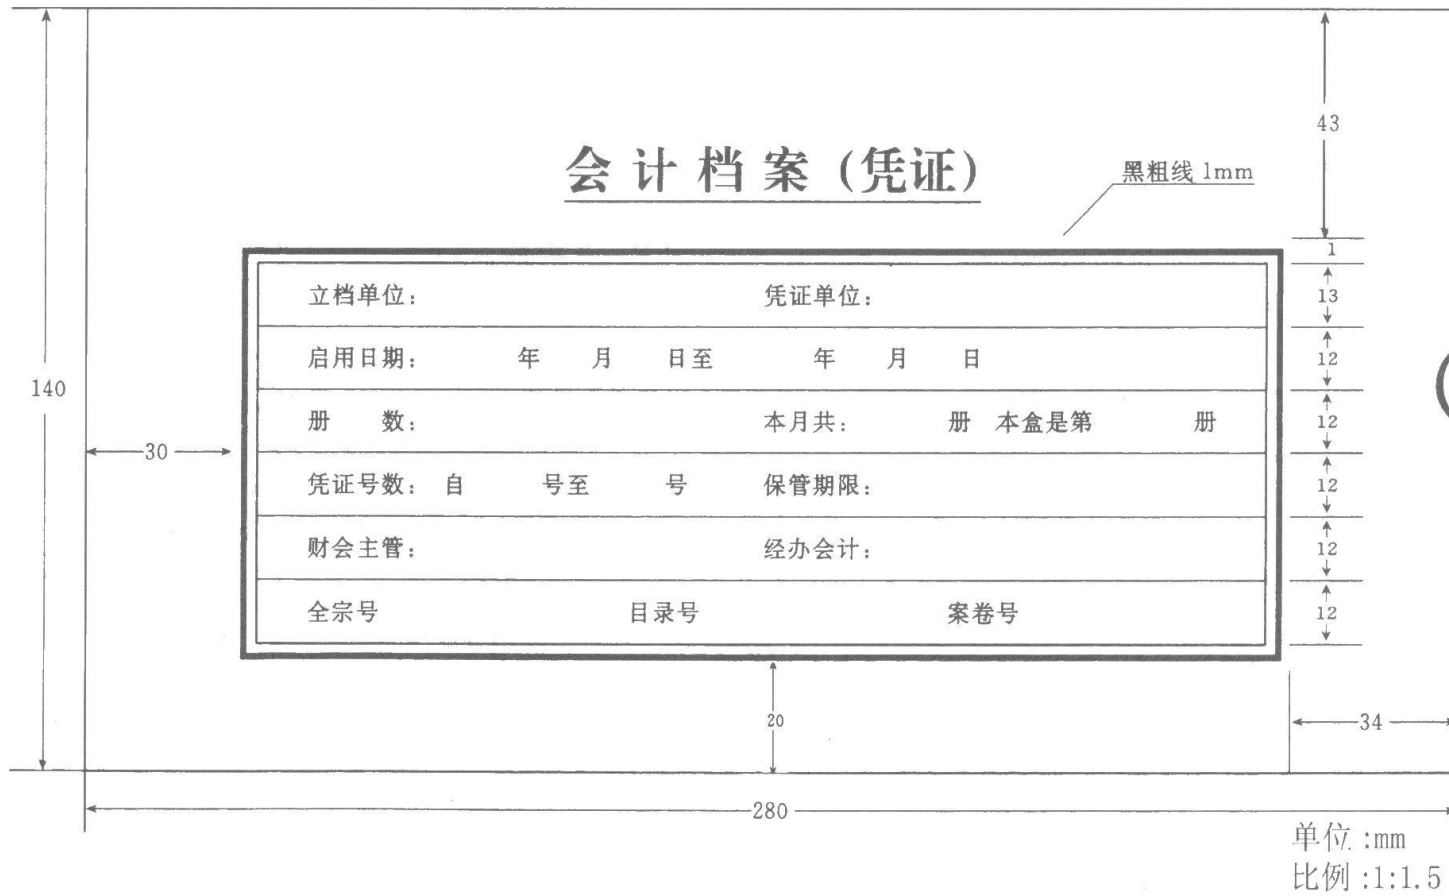 43
会计档案(凭证)
黑粗线 1mm
1
立档单位: 凭证单位:
13
启用日期: 年 月 日至 年 月 日
12
140
册 数: 本月共: 册 本盒是第 册
12
30
凭证号数: 自 号至 号 保管期限:
12
财会主管: 经办会计:
12
全宗号 目录号 案卷号
12
20
34
280
单位:mm
比例:1:1.5